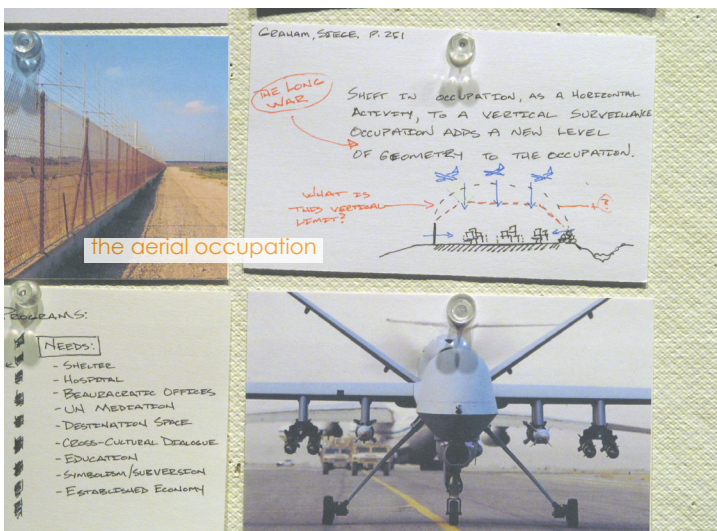 GRAHAM, STEGE. P. 251
THE LONG
WAR
SHIFT IN OCCUPATION, AS A HORIZONTAL
ACTIVITY, TO A VERTICAL SURVEILLANCE
OCCUPATION ADDS A NEW LEVEL
OF GEOMETRY TO THE OCCUPATION.
WHAT IS
THIS VERTICAL
LIMIT?
?
the aerial occupation
PROGRAMS:
NEEDS:
- SHELTER
- HOSPITAL
- BEAURACRATIC OFFICES
- UN MEDIATION
- DESTINATION SPACE
- CROSS-CULTURAL DIALOGUE
- EDUCATION
- SYMBOLISM/SUBVERSION
- ESTABLISHED ECONOMY